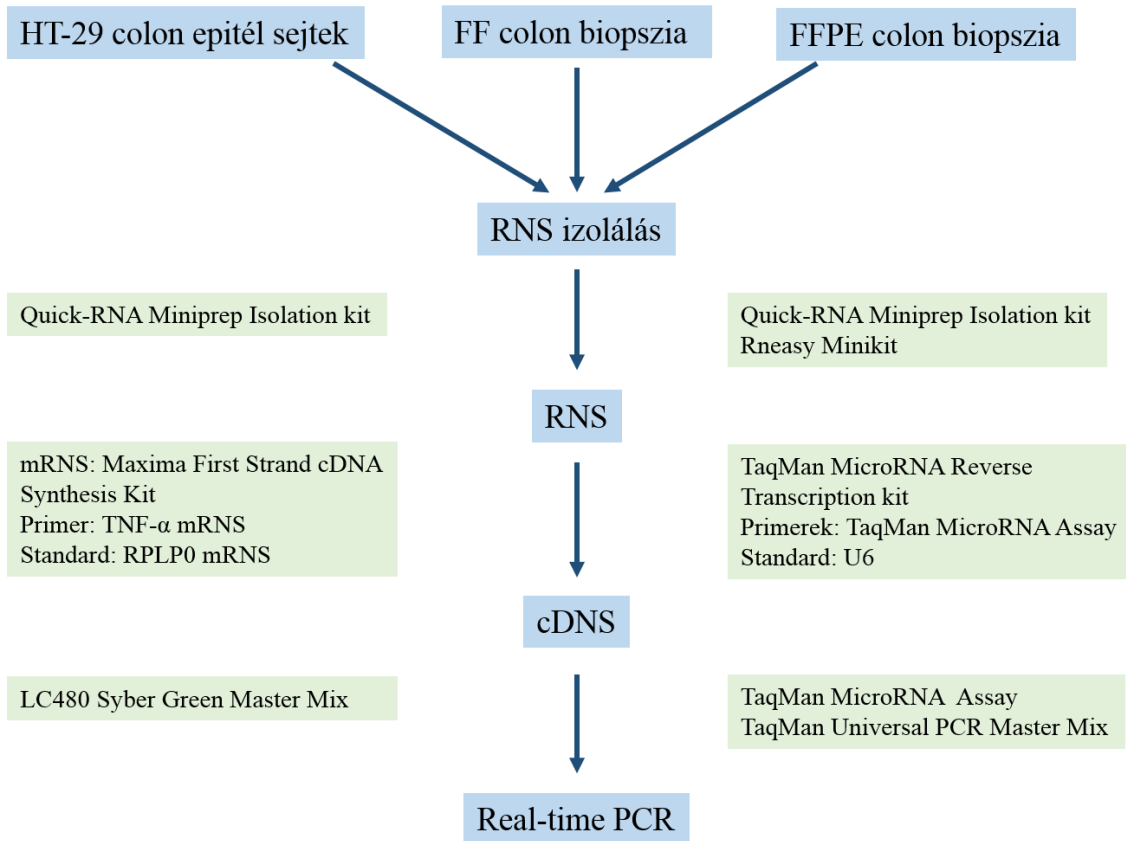 HT-29 colon epitél sejtek
FF colon biopszia
FFPE colon biopszia
RNS izolálás
Quick-RNA Miniprep Isolation kit
Quick-RNA Miniprep Isolation kit
Rneasy Minikit
RNS
mRNS: Maxima First Strand cDNA
Synthesis Kit
Primer: TNF-α mRNS
Standard: RPLP0 mRNS
TaqMan MicroRNA Reverse
Transcription kit
Primerek: TaqMan MicroRNA Assay
Standard: U6
cDNS
LC480 Syber Green Master Mix
TaqMan MicroRNA Assay
TaqMan Universal PCR Master Mix
Real-time PCR